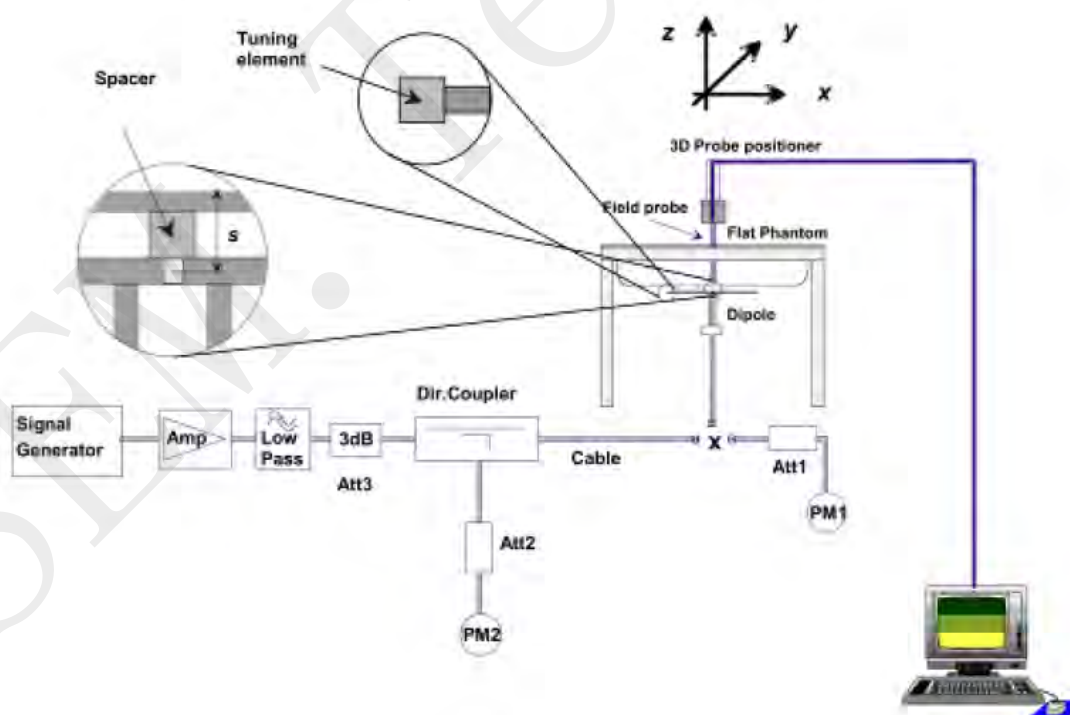 Tuning
element
Spacer
z
y
x
3D Probe positioner
Field probe
Flat Phantom
s
Dipole
Dir.Coupler
Signal
Generator
Amp
Low
Pass
3dB
Att3
Cable
X
Att1
PM1
Att2
PM2